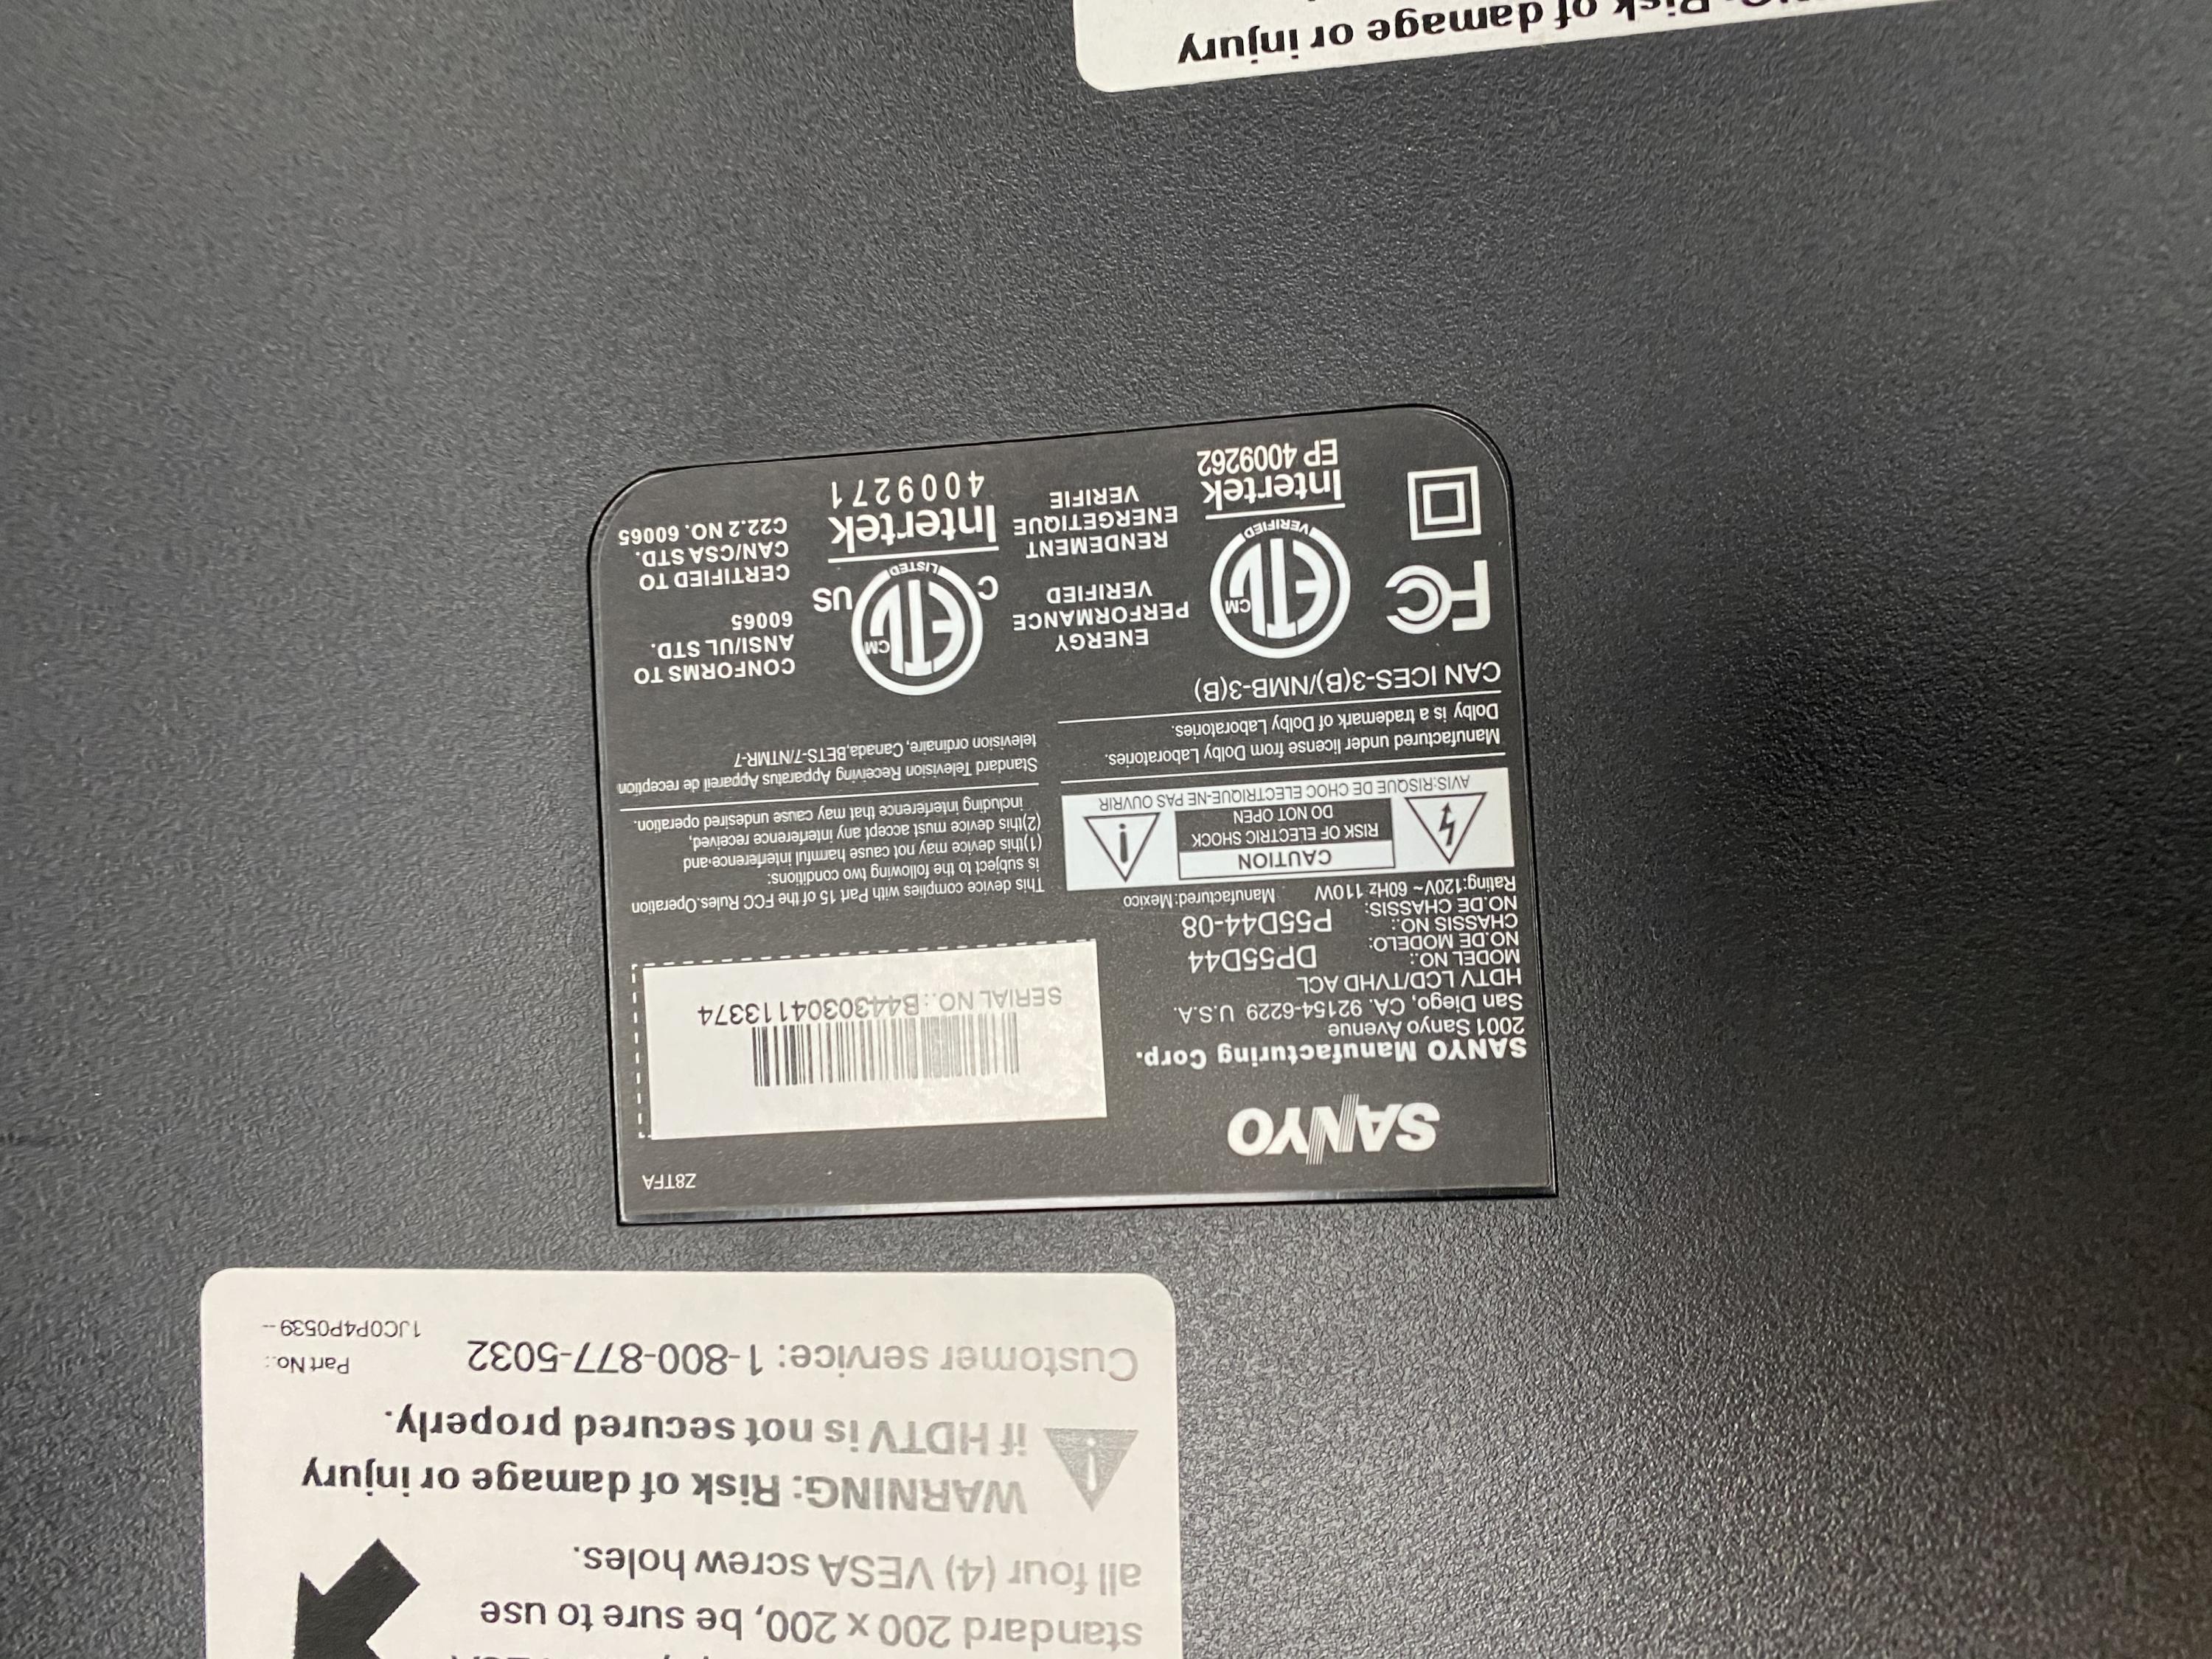 Z8TFA
SANYO
SANYO Manufacturing Corp.
2001 Sanyo Avenue
San Diego, CA. 92154-6229 U.S.A.
HDTV LCD/TVHD ACL
MODEL NO.:
NO.DE MODELO:
DP55D44
CHASSIS NO.:
NO.DE CHASSIS:
P55D44-08
Rating:120V~ 60Hz 110W
Manufactured:Mexico
CAUTION
RISK OF ELECTRIC SHOCK
DO NOT OPEN
AVIS:RISQUE DE CHOC ELECTRIQUE-NE PAS OUVRIR
Manufactured under license from Dolby Laboratories.
Dolby is a trademark of Dolby Laboratories.
CAN ICES-3(B)/NMB-3(B)
FC
ETL
CM
VERIFIED
Intertek
EP 4009262
ENERGY
PERFORMANCE
VERIFIED
RENDEMENT
ENERGETIQUE
VERIFIE
SERIAL NO.:B4430304113374
This device complies with Part 15 of the FCC Rules.Operation
is subject to the following two conditions:
(1)this device may not cause harmful interference,and
(2)this device must accept any interference received,
including interference that may cause undesired operation.
Standard Television Receiving Apparatus Appareil de reception
television ordinaire, Canada,BETS-7/NTMR-7
C
ETL
CM
US
LISTED
Intertek
4009271
CONFORMS TO
ANSI/UL STD.
60065
CERTIFIED TO
CAN/CSA STD.
C22.2 NO. 60065
standard 200 x 200, be sure to use
all four (4) VESA screw holes.
WARNING: Risk of damage or injury
if HDTV is not secured properly.
Customer service: 1-800-877-5032
Part No.:
1JC0P4P0539--
Risk of damage or injury